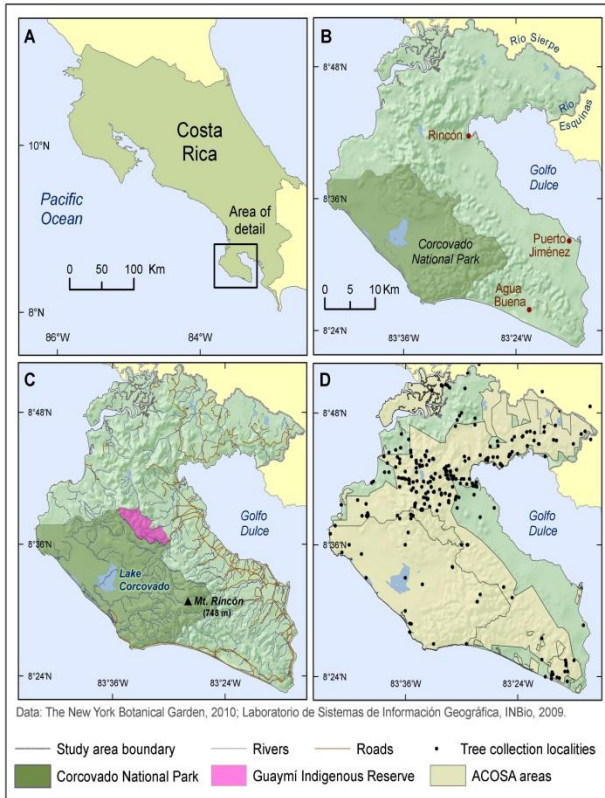 A
Costa
Rica
10°N
Pacific
Ocean
Area of
detail
0 50 100 Km
8°N
86°W
84°W
B
Río Sierpe
8°48'N
Río
Esquinas
Rincón
Golfo
Dulce
8°36'N
Corcovado
National Park
Puerto
Jiménez
Agua
Buena
0 5 10 Km
8°24'N
83°36'W
83°24'W
C
8°48'N
Golfo
Dulce
8°36'N
Lake
Corcovado
Mt. Rincón
(748 m)
8°24'N
83°36'W
83°24'W
D
8°48'N
Golfo
Dulce
8°36'N
8°24'N
83°36'W
83°24'W
Data: The New York Botanical Garden, 2010; Laboratorio de Sistemas de Información Geográfica, INBio, 2009.
Study area boundary Rivers Roads Tree collection localities
Corcovado National Park Guaymí Indigenous Reserve ACOSA areas